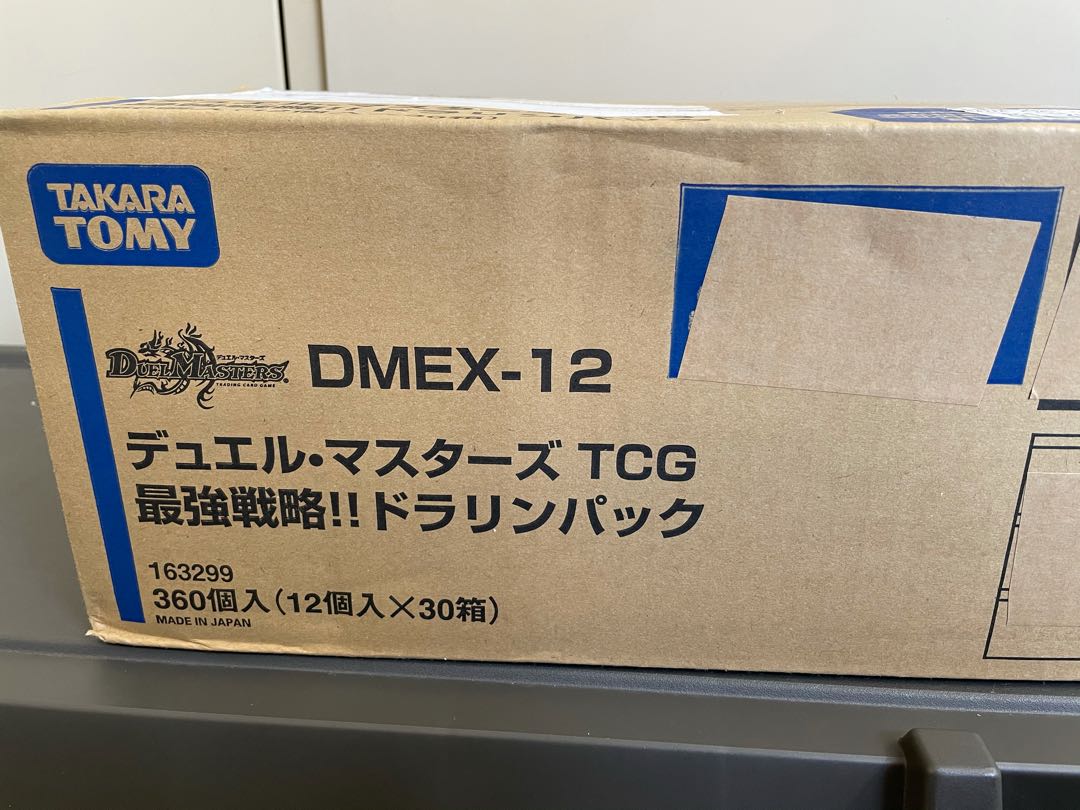 TAKARA
TOMY
デュエル・マスターズ
DUEL MASTERS
TRADING CARD GAME
DMEX-12
デュエル・マスターズ TCG
最強戦略!!ドラリンパック
163299
360個入(12個入×30箱)
MADE IN JAPAN